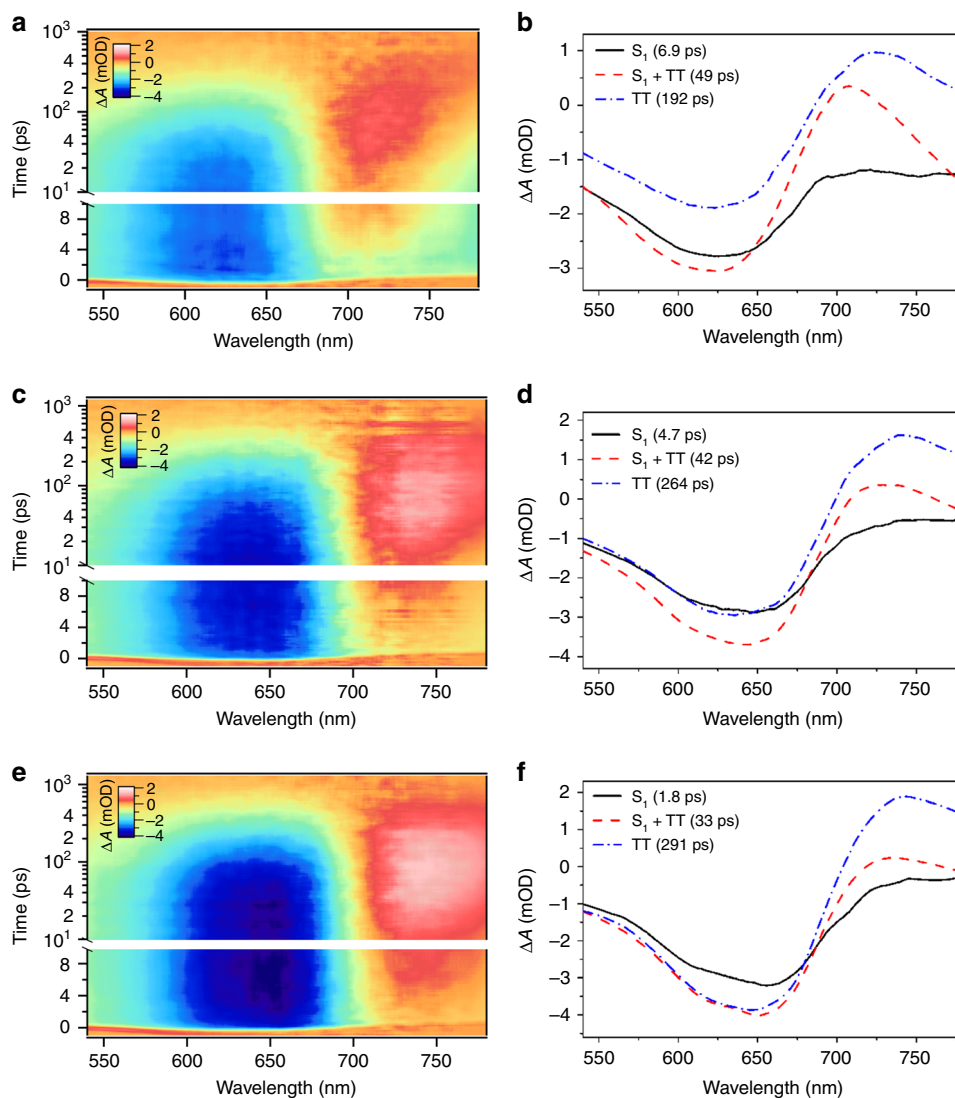 a
10³
4
2
10²
4
2
10¹
8
4
0
Time (ps)
ΔA (mOD)
2
0
−2
−4
550 600 650 700 750
Wavelength (nm)
b
S₁ (6.9 ps)
S₁ + TT (49 ps)
TT (192 ps)
1
0
−1
−2
−3
ΔA (mOD)
550 600 650 700 750
Wavelength (nm)
c
10³
4
2
10²
4
2
10¹
8
4
0
Time (ps)
ΔA (mOD)
2
0
−2
−4
550 600 650 700 750
Wavelength (nm)
d
S₁ (4.7 ps)
S₁ + TT (42 ps)
TT (264 ps)
2
1
0
−1
−2
−3
−4
ΔA (mOD)
550 600 650 700 750
Wavelength (nm)
e
10³
4
2
10²
4
2
10¹
8
4
0
Time (ps)
ΔA (mOD)
2
0
−2
−4
550 600 650 700 750
Wavelength (nm)
f
S₁ (1.8 ps)
S₁ + TT (33 ps)
TT (291 ps)
2
1
0
−1
−2
−3
−4
ΔA (mOD)
550 600 650 700 750
Wavelength (nm)